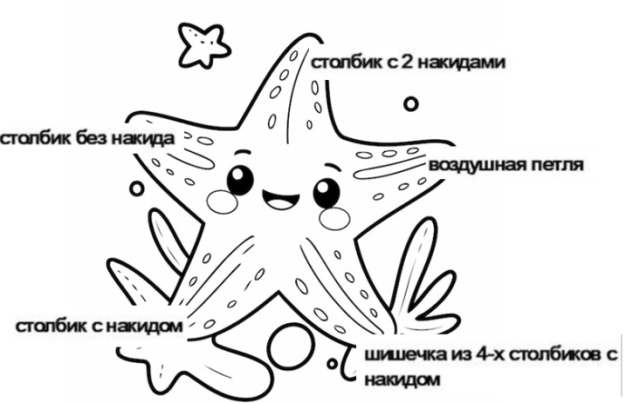 столбик с 2 накидами
столбик без накида
воздушная петля
столбик с накидом
шишечка из 4-х столбиков с
накидом